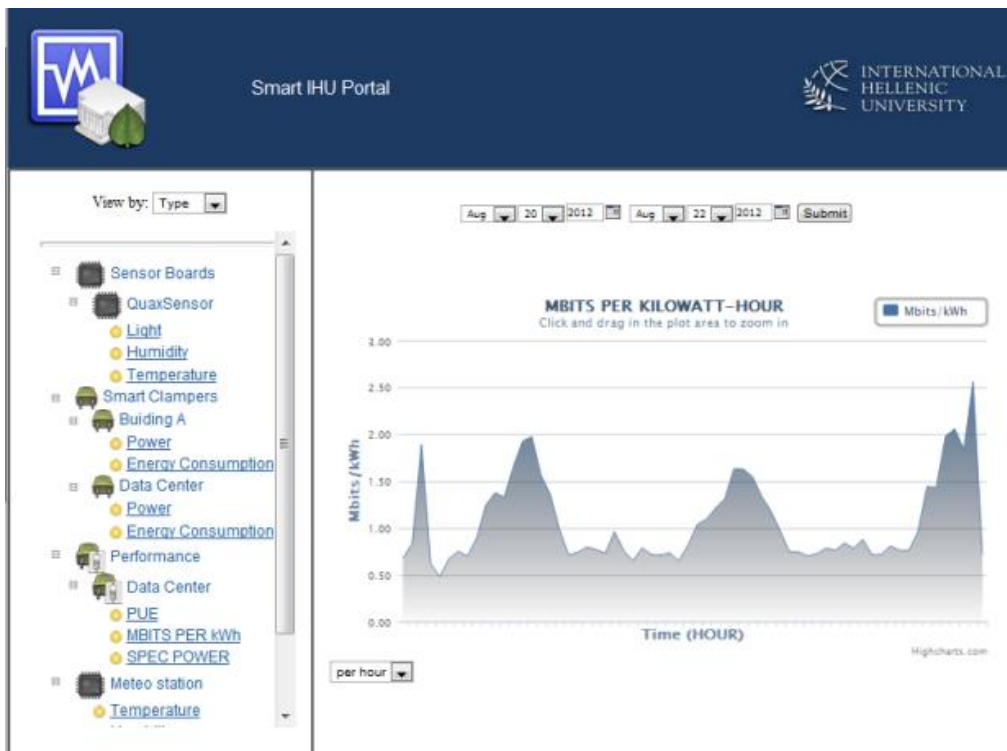 Smart IHU Portal
INTERNATIONAL
HELLENIC
UNIVERSITY
View by: Type
Sensor Boards
QuaxSensor
Light
Humidity
Temperature
Smart Clampers
Buiding A
Power
Energy Consumption
Data Center
Power
Energy Consumption
Performance
Data Center
PUE
MBITS PER kWh
SPEC POWER
Meteo station
Temperature
Aug 20 2012 Aug 22 2012 Submit
MBITS PER KILOWATT-HOUR
Click and drag in the plot area to zoom in
Mbits/kWh
3.00
2.50
2.00
1.50
1.00
0.50
0.00
Mbits/kWh
Time (HOUR)
Highcharts.com
per hour